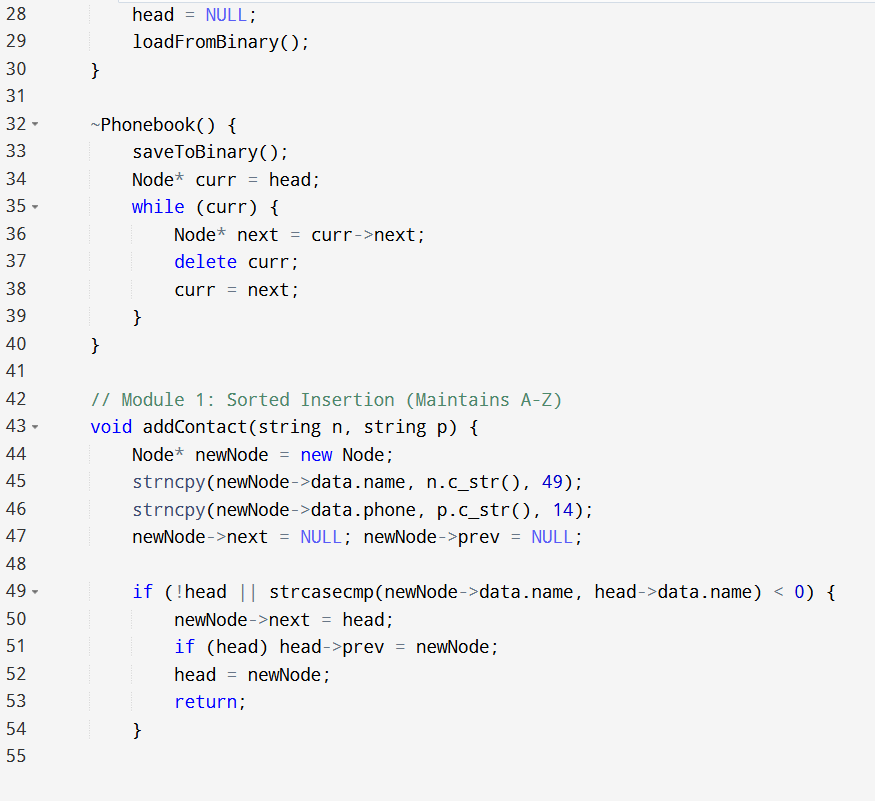 28 head = NULL;
29 loadFromBinary();
30 }
31
32 ~Phonebook() {
33 saveToBinary();
34 Node* curr = head;
35 while (curr) {
36 Node* next = curr->next;
37 delete curr;
38 curr = next;
39 }
40 }
41
42 // Module 1: Sorted Insertion (Maintains A-Z)
43 void addContact(string n, string p) {
44 Node* newNode = new Node;
45 strncpy(newNode->data.name, n.c_str(), 49);
46 strncpy(newNode->data.phone, p.c_str(), 14);
47 newNode->next = NULL; newNode->prev = NULL;
48
49 if (!head || strcasecmp(newNode->data.name, head->data.name) < 0) {
50 newNode->next = head;
51 if (head) head->prev = newNode;
52 head = newNode;
53 return;
54 }
55